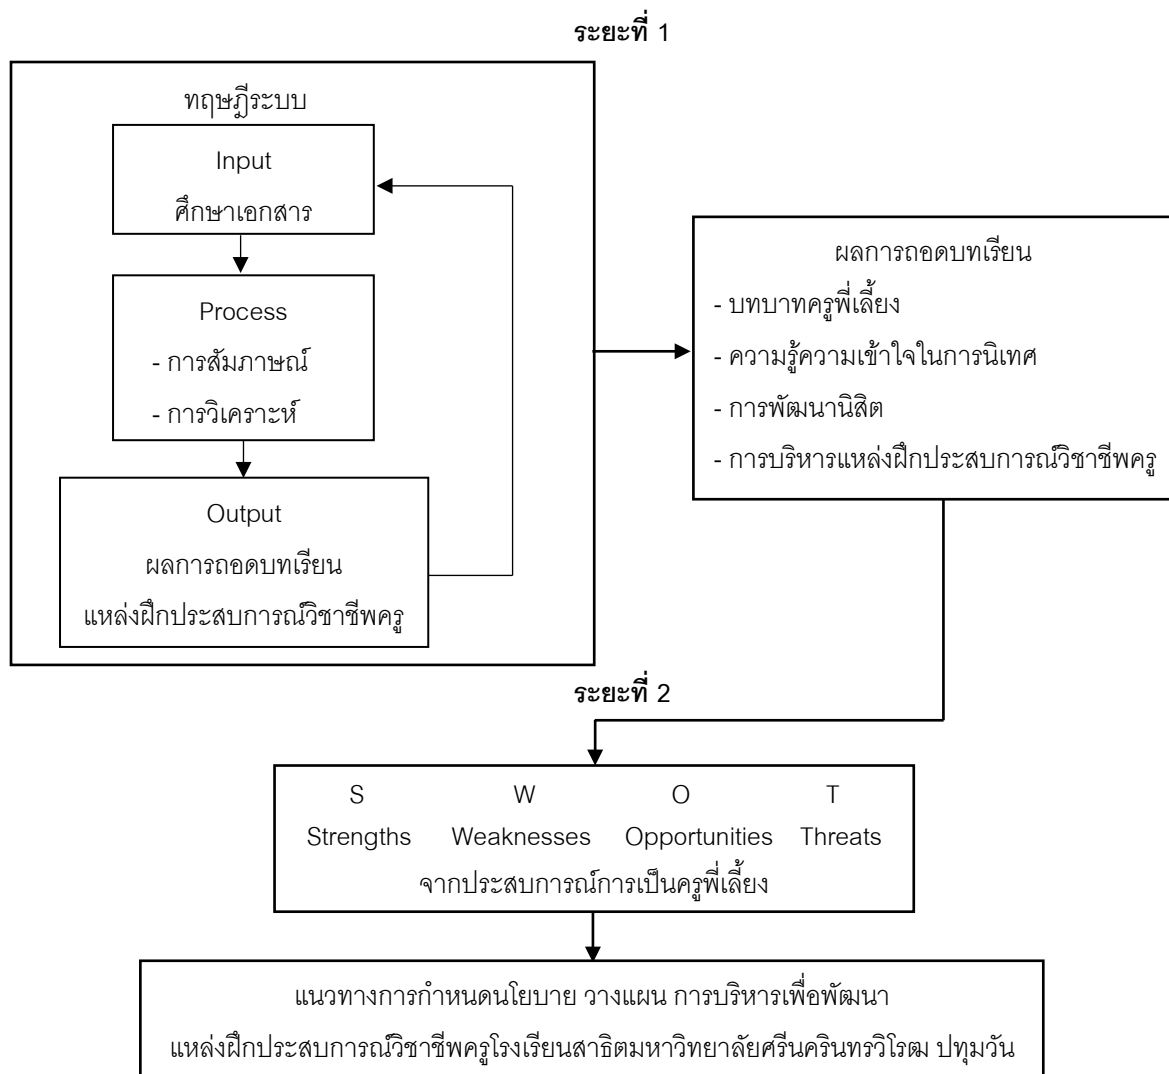 ระยะที่ 1
ทฤษฎีระบบ
Input
ศึกษาเอกสาร
Process
- การสัมภาษณ์
- การวิเคราะห์
Output
ผลการถอดบทเรียน
แหล่งฝึกประสบการณ์วิชาชีพครู
ผลการถอดบทเรียน
- บทบาทครูพี่เลี้ยง
- ความรู้ความเข้าใจในการนิเทศ
- การพัฒนานิสิต
- การบริหารแหล่งฝึกประสบการณ์วิชาชีพครู
ระยะที่ 2
S W O T
Strengths Weaknesses Opportunities Threats
จากประสบการณ์การเป็นครูพี่เลี้ยง
แนวทางการกำหนดนโยบาย วางแผน การบริหารเพื่อพัฒนา
แหล่งฝึกประสบการณ์วิชาชีพครูโรงเรียนสาธิตมหาวิทยาลัยศรีนครินทรวิโรฒ ปทุมวัน